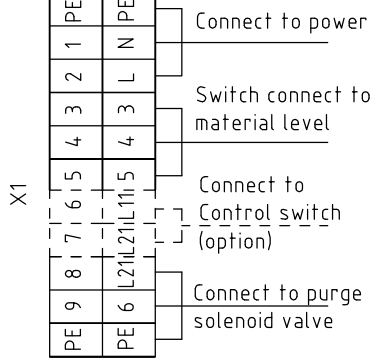 PE PE
Connect to power
1 N
2 L
3 3
Switch connect to
material level
4 4
5 5
X1
6 L11
Connect to
Control switch
(option)
7 L21
8 L21
9 6
Connect to purge
solenoid valve
PE PE